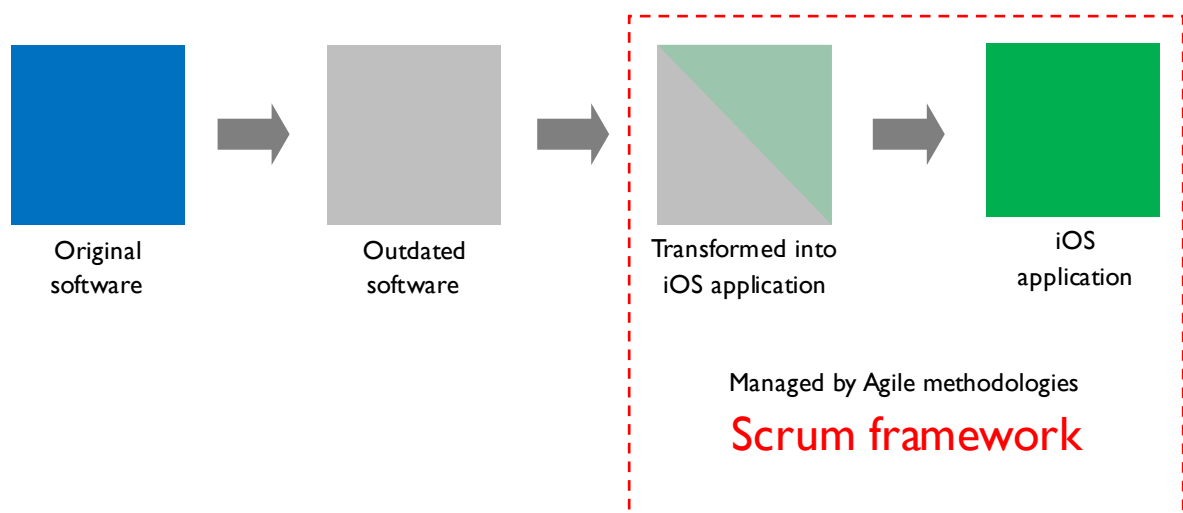 Original
software
Outdated
software
Transformed into
iOS application
iOS
application
Managed by Agile methodologies
Scrum framework